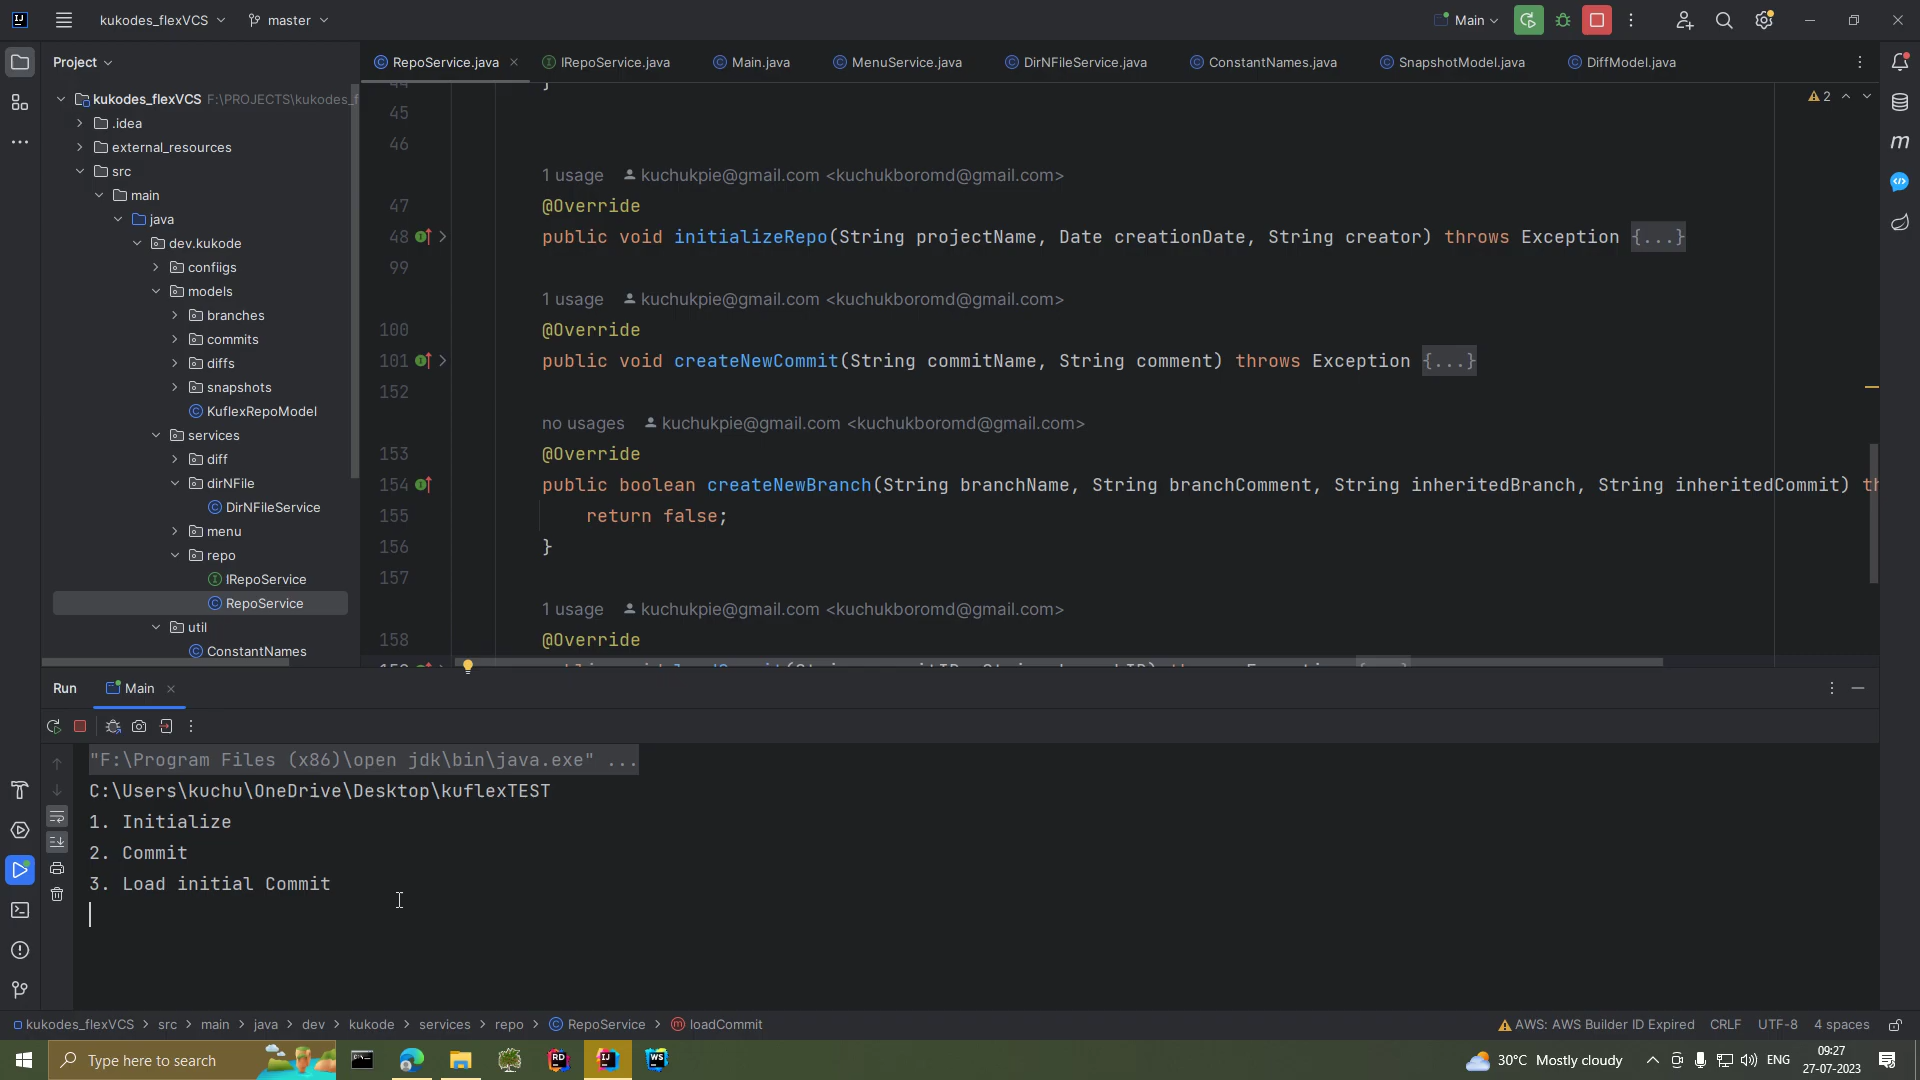 kukodes_flexVCS
master
Main
Project
RepoService.java
IRepoService.java
Main.java
MenuService.java
DirNFileService.java
ConstantNames.java
SnapshotModel.java
DiffModel.java
kukodes_flexVCS F:\PROJECTS\kukodes_f
.idea
external_resources
src
main
java
dev.kukode
confiigs
models
branches
commits
diffs
snapshots
KuflexRepoModel
services
diff
dirNFile
DirNFileService
menu
repo
IRepoService
RepoService
util
ConstantNames
2
44 }
45
46
1 usage kuchukpie@gmail.com <kuchukboromd@gmail.com>
47 @Override
48 public void initializeRepo(String projectName, Date creationDate, String creator) throws Exception {...}
99
1 usage kuchukpie@gmail.com <kuchukboromd@gmail.com>
100 @Override
101 public void createNewCommit(String commitName, String comment) throws Exception {...}
152
no usages kuchukpie@gmail.com <kuchukboromd@gmail.com>
153 @Override
154 public boolean createNewBranch(String branchName, String branchComment, String inheritedBranch, String inheritedCommit) th
155 return false;
156 }
157
1 usage kuchukpie@gmail.com <kuchukboromd@gmail.com>
158 @Override
Run
Main
"F:\Program Files (x86)\open jdk\bin\java.exe" ...
C:\Users\kuchu\OneDrive\Desktop\kuflexTEST
1. Initialize
2. Commit
3. Load initial Commit
kukodes_flexVCS > src > main > java > dev > kukode > services > repo > RepoService > loadCommit
AWS: AWS Builder ID Expired CRLF UTF-8 4 spaces
Type here to search
30°C Mostly cloudy
ENG
09:27
27-07-2023